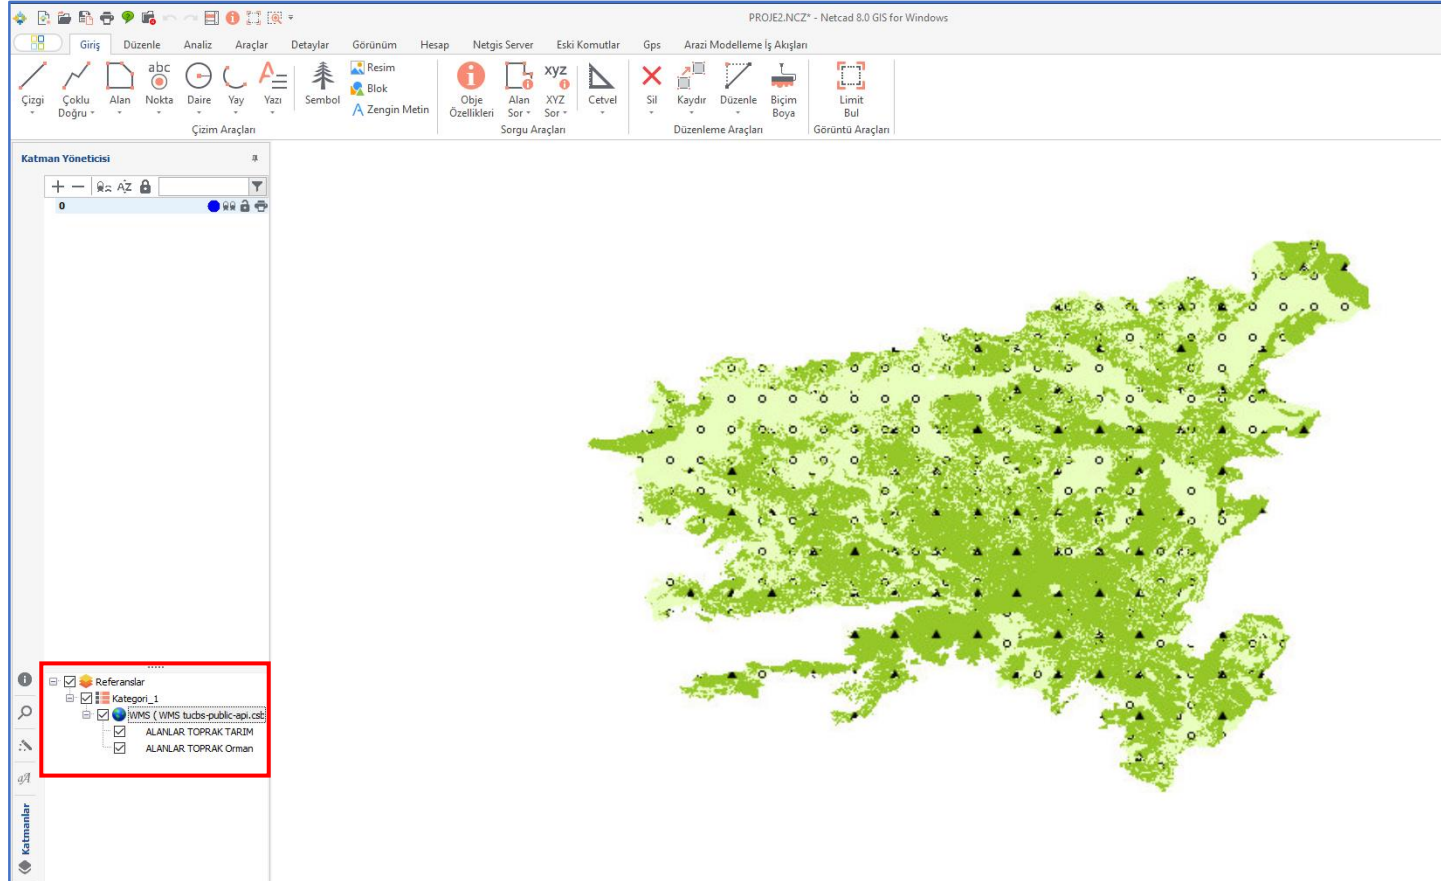 PROJE2.NCZ* - Netcad 8.0 GIS for Windows
Giriş Düzenle Analiz Araçlar Detaylar Görünüm Hesap Netgis Server Eski Komutlar Gps Arazi Modelleme İş Akışları
Çizgi
Çoklu Doğru
Alan
abc
Nokta
Daire
Yay
A
Yazı
Sembol
Resim
Blok
A Zengin Metin
Çizim Araçları
Obje Özellikleri
Alan Sor
XYZ
XYZ Sor
Cetvel
Sorgu Araçları
Sil
Kaydır
Düzenle
Biçim Boya
Düzenleme Araçları
Limit Bul
Görüntü Araçları
Katman Yöneticisi
AZ
0
Referanslar
Kategori_1
WMS ( WMS tucbs-public-api.csb
ALANLAR TOPRAK TARIM
ALANLAR TOPRAK Orman
Katmanlar